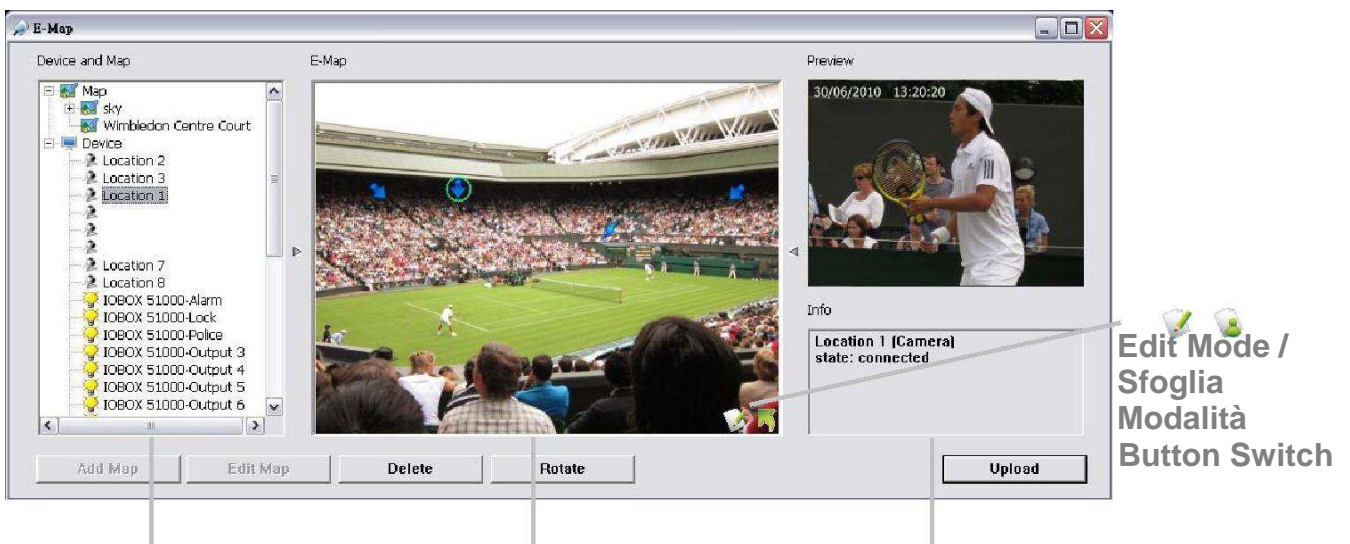 E-Map
Device and Map
E-Map
Preview
Map
sky
Wimbledon Centre Court
Device
Location 2
Location 3
Location 1
Location 7
Location 8
IOBOX 51000-Alarm
IOBOX 51000-Lock
IOBOX 51000-Police
IOBOX 51000-Output 3
IOBOX 51000-Output 4
IOBOX 51000-Output 5
IOBOX 51000-Output 6
30/06/2010 13:20:20
Info
Location 1 (Camera)
state: connected
Add Map
Edit Map
Delete
Rotate
Upload
Edit Mode /
Sfoglia
Modalità
Button Switch